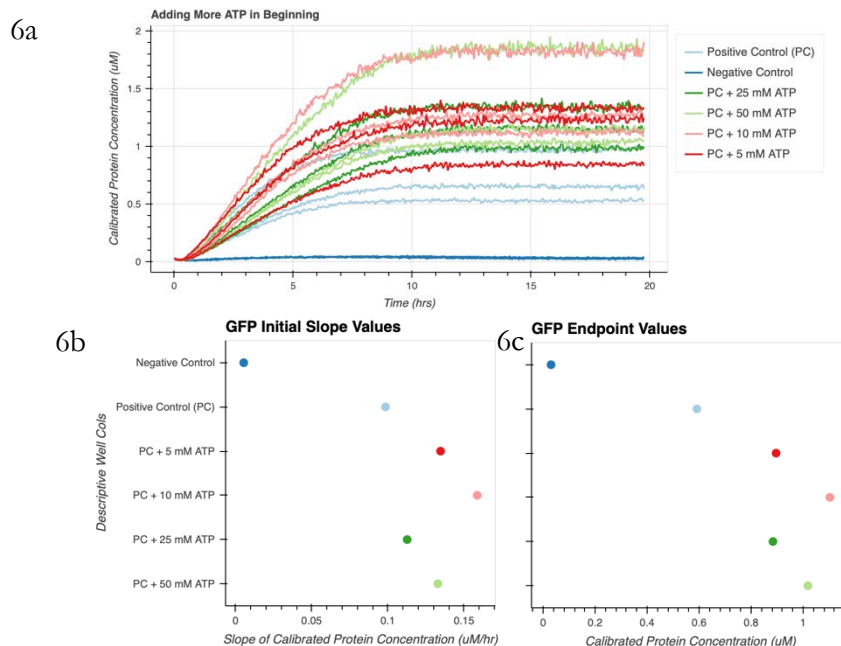 6a
Adding More ATP in Beginning
Calibrated Protein Concentration (uM)
2
1.5
1
0.5
0
0
5
10
15
20
Time (hrs)
Positive Control (PC)
Negative Control
PC + 25 mM ATP
PC + 50 mM ATP
PC + 10 mM ATP
PC + 5 mM ATP
6b
GFP Initial Slope Values
Descriptive Well Cols
Negative Control
Positive Control (PC)
PC + 5 mM ATP
PC + 10 mM ATP
PC + 25 mM ATP
PC + 50 mM ATP
0
0.05
0.1
0.15
Slope of Calibrated Protein Concentration (uM/hr)
6c
GFP Endpoint Values
0
0.2
0.4
0.6
0.8
1
Calibrated Protein Concentration (uM)